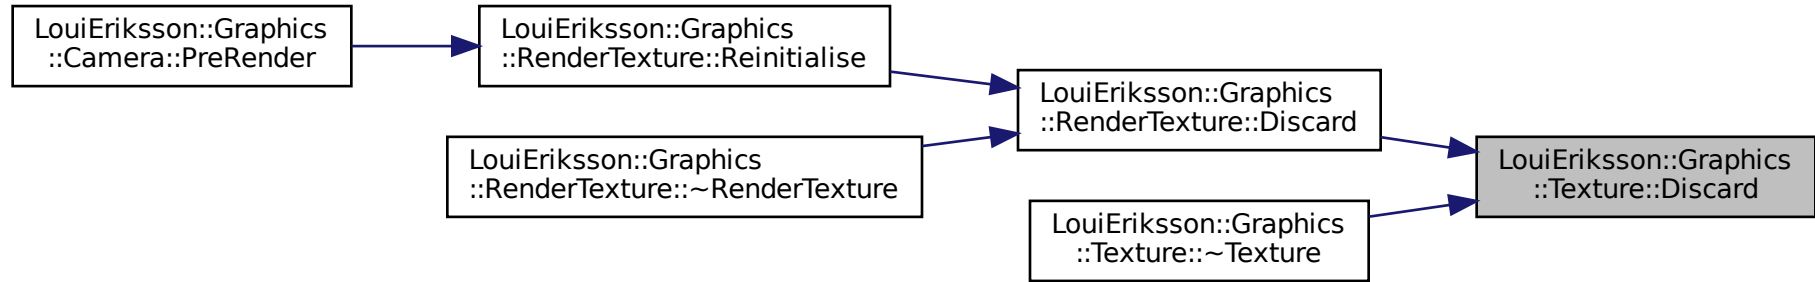 LouiEriksson::Graphics
::Camera::PreRender
LouiEriksson::Graphics
::RenderTexture::Reinitialise
LouiEriksson::Graphics
::RenderTexture::~RenderTexture
LouiEriksson::Graphics
::RenderTexture::Discard
LouiEriksson::Graphics
::Texture::~Texture
LouiEriksson::Graphics
::Texture::Discard